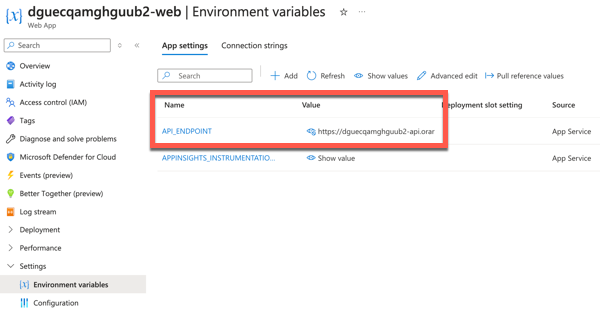 dguecqamghguub2-web | Environment variables ☆ ...
Web App
Search
Overview
Activity log
Access control (IAM)
Tags
Diagnose and solve problems
Microsoft Defender for Cloud
Events (preview)
Better Together (preview)
Log stream
Deployment
Performance
Settings
Environment variables
Configuration
App settings Connection strings
Search + Add Refresh Show values Advanced edit Pull reference values
Name Value Deployment slot setting Source
API_ENDPOINT https://dguecqamghguub2-api.orar App Service
APPINSIGHTS_INSTRUMENTATIO... Show value App Service